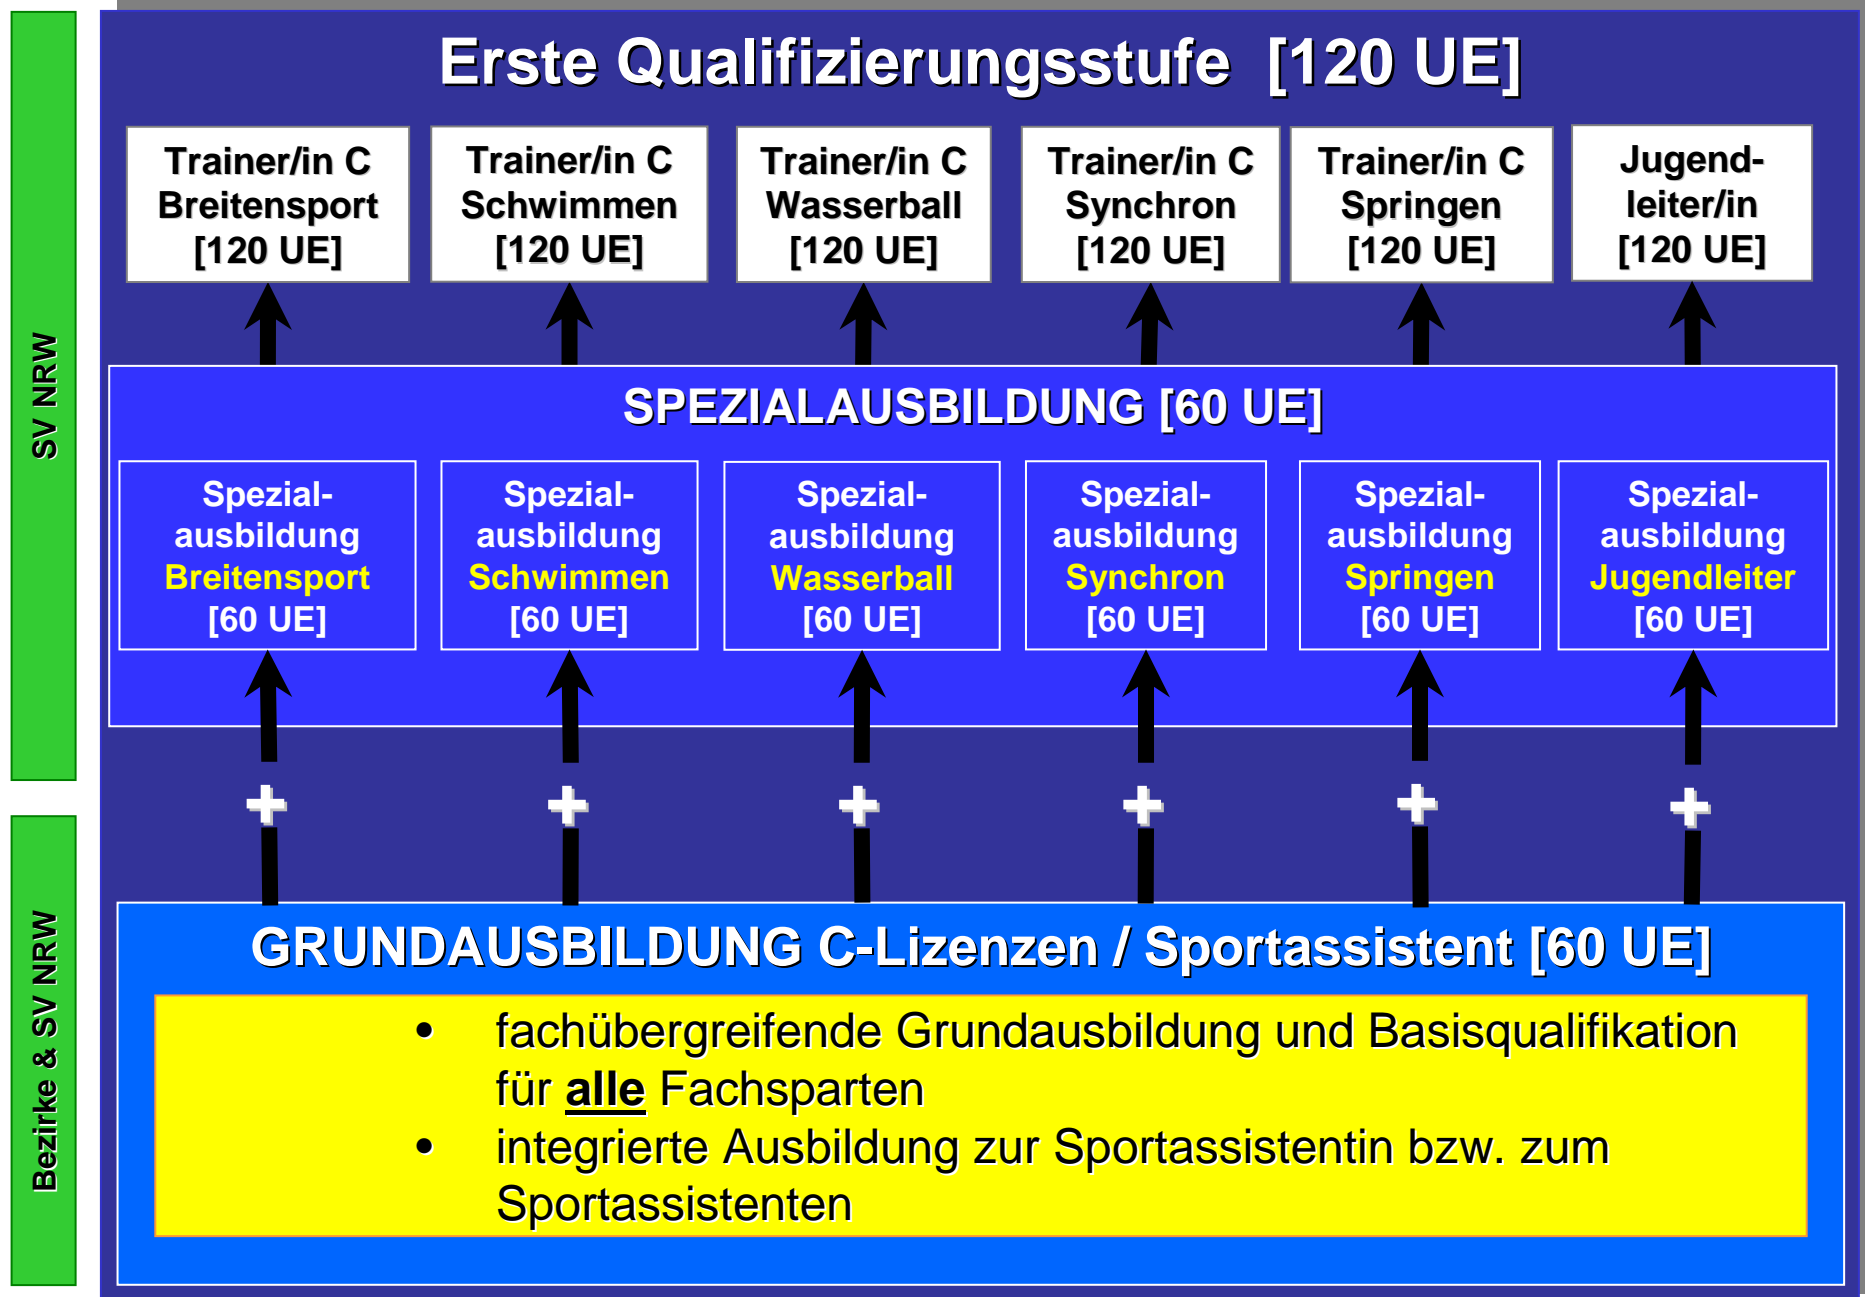 Erste Qualifizierungsstufe [120 UE]
Trainer/in C
Breitensport
[120 UE]
Trainer/in C
Schwimmen
[120 UE]
Trainer/in C
Wasserball
[120 UE]
Trainer/in C
Synchron
[120 UE]
Trainer/in C
Springen
[120 UE]
Jugend-
leiter/in
[120 UE]
SV NRW
SPEZIALAUSBILDUNG [60 UE]
Spezial-
ausbildung
Breitensport
[60 UE]
Spezial-
ausbildung
Schwimmen
[60 UE]
Spezial-
ausbildung
Wasserball
[60 UE]
Spezial-
ausbildung
Synchron
[60 UE]
Spezial-
ausbildung
Springen
[60 UE]
Spezial-
ausbildung
Jugendleiter
[60 UE]
+ + + + + +
Bezirke & SV NRW
GRUNDAUSBILDUNG C-Lizenzen / Sportassistent [60 UE]
• fachübergreifende Grundausbildung und Basisqualifikation
für alle Fachsparten
• integrierte Ausbildung zur Sportassistentin bzw. zum
Sportassistenten